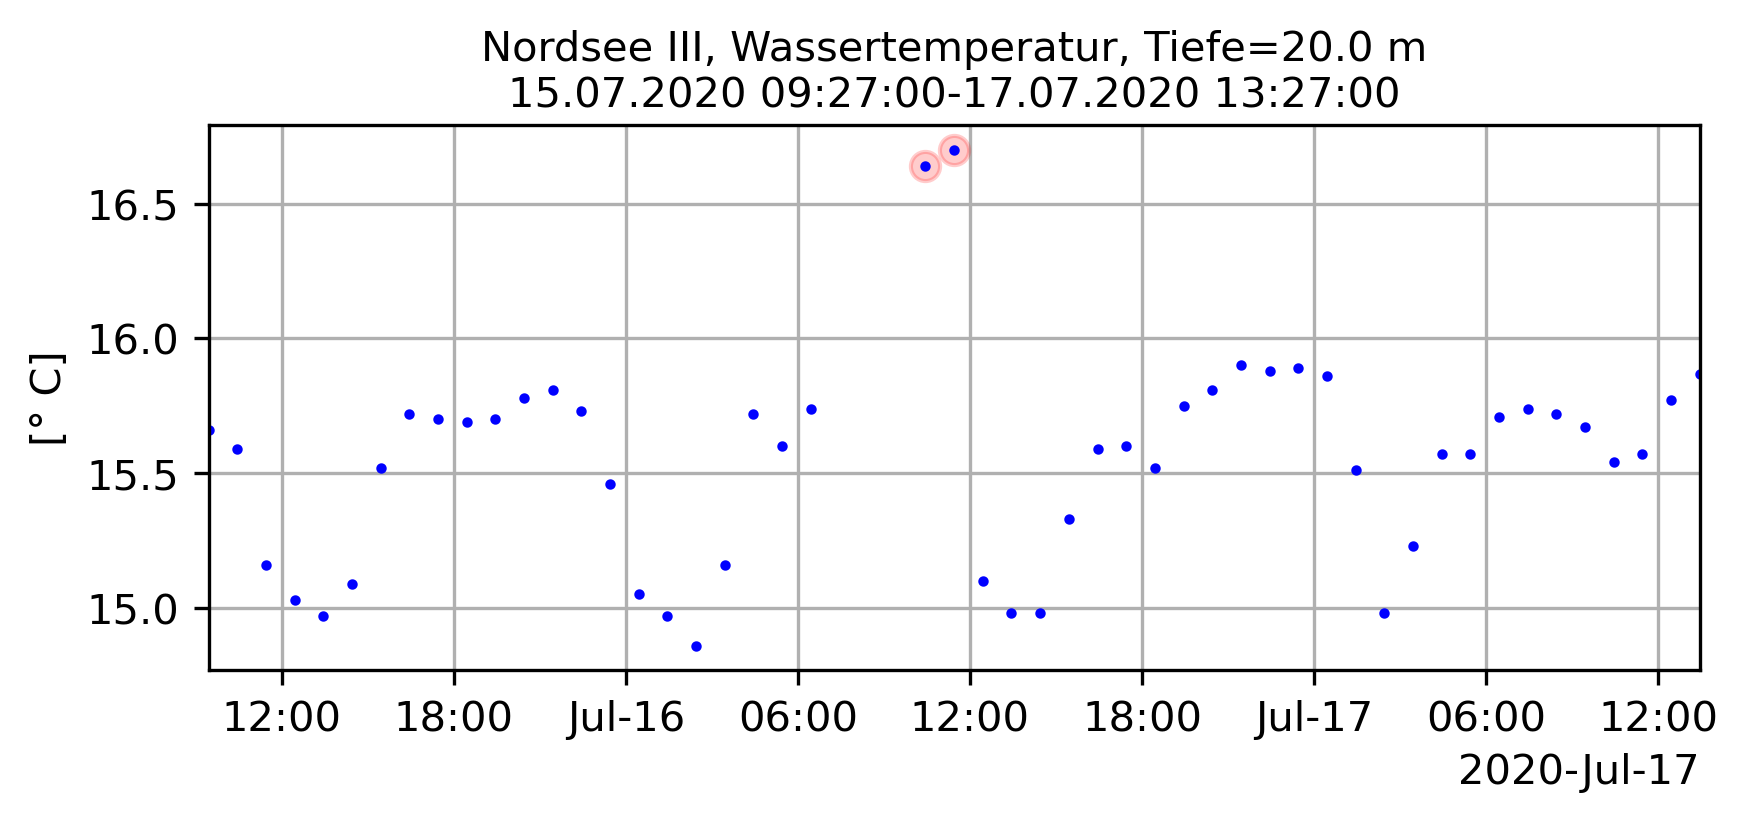 Nordsee III, Wassertemperatur, Tiefe=20.0 m
15.07.2020 09:27:00-17.07.2020 13:27:00
[° C]
16.5
16.0
15.5
15.0
12:00 18:00 Jul-16 06:00 12:00 18:00 Jul-17 06:00 12:00
2020-Jul-17